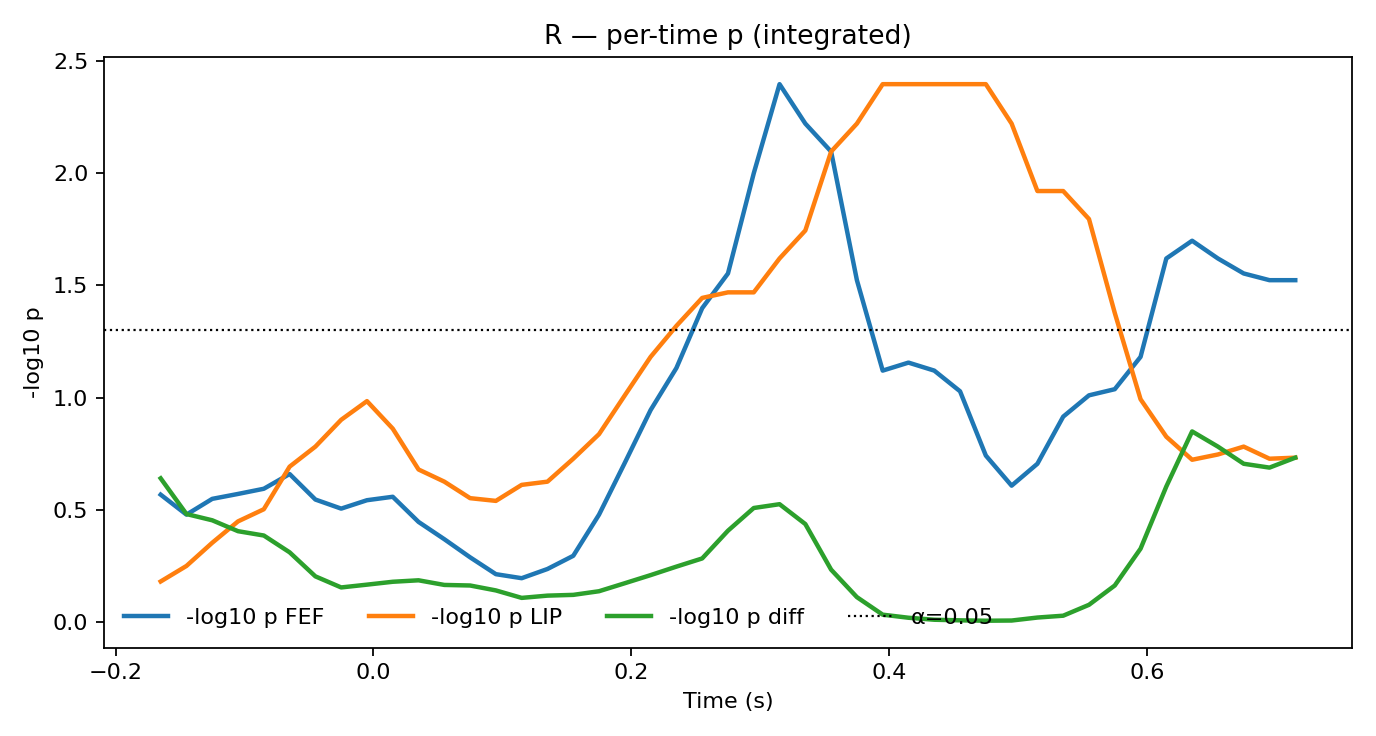 R — per-time p (integrated)
2.5
2.0
1.5
1.0
0.5
0.0
-log10 p
-log10 p FEF -log10 p LIP -log10 p diff α=0.05
−0.2 0.0 0.2 0.4 0.6
Time (s)